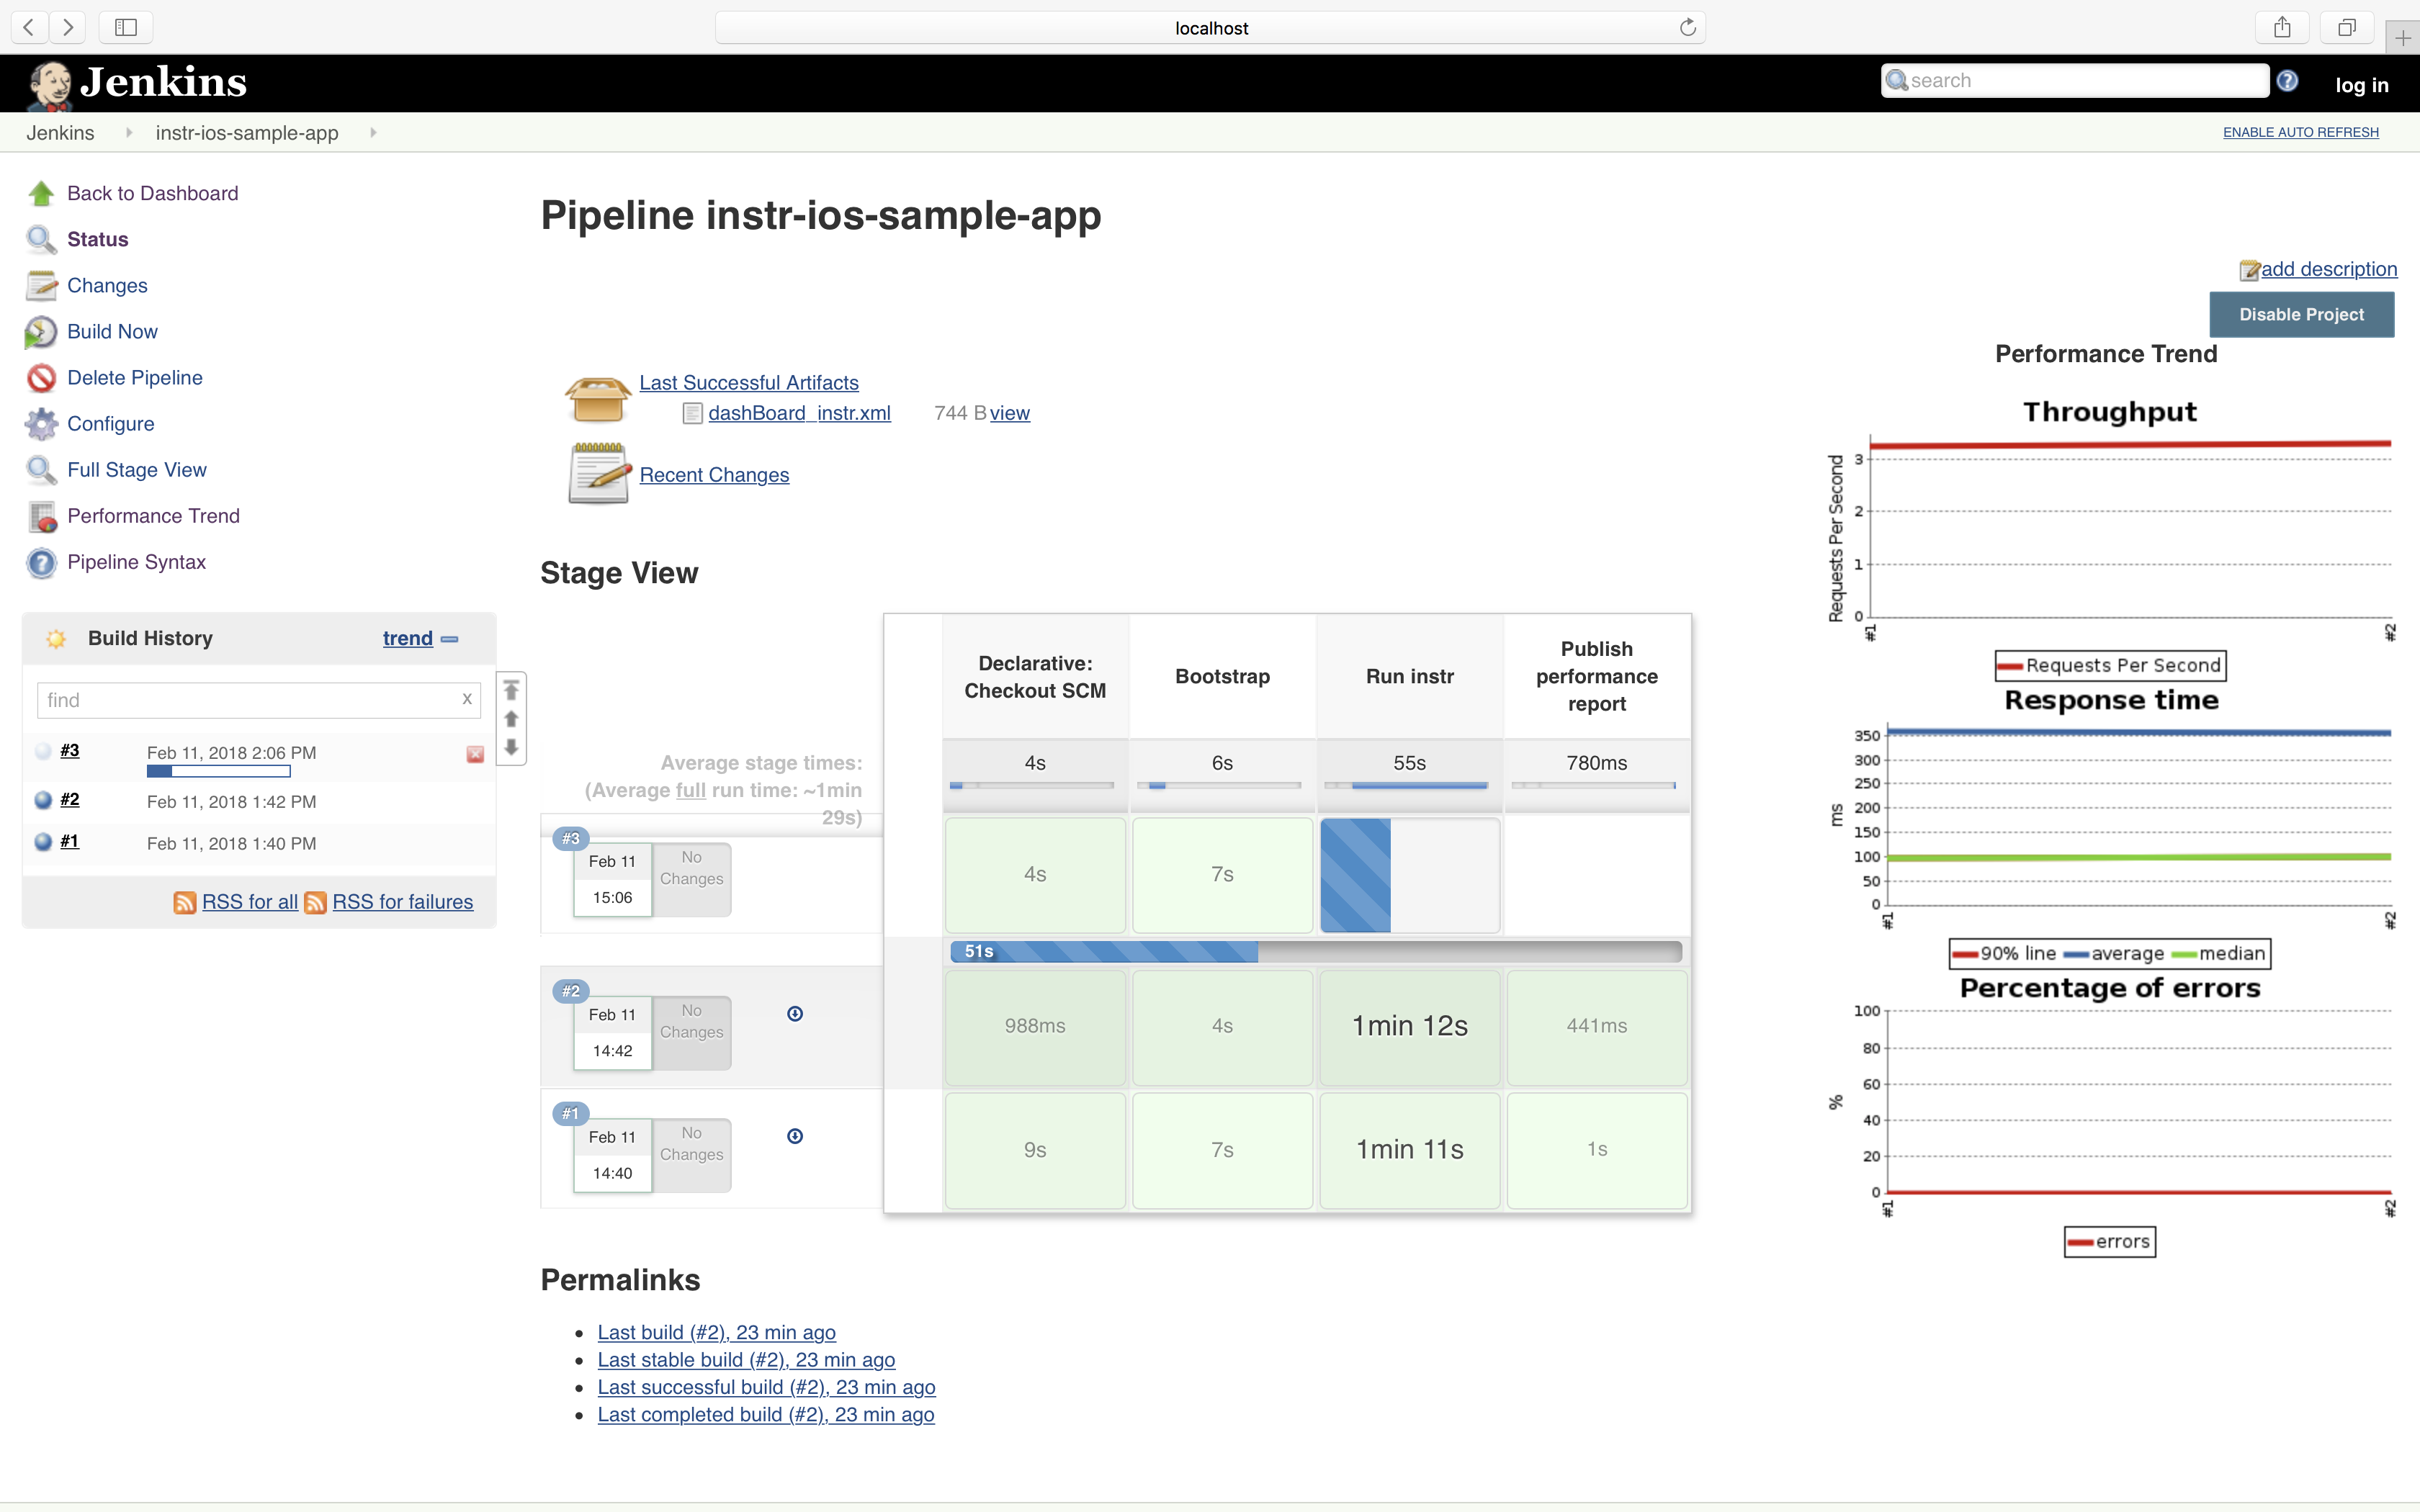 localhost
Jenkins
search
log in
Jenkins
instr-ios-sample-app
ENABLE AUTO REFRESH
Back to Dashboard
Status
Changes
Build Now
Delete Pipeline
Configure
Full Stage View
Performance Trend
Pipeline Syntax
Build History
trend
find
x
#3
Feb 11, 2018 2:06 PM
#2
Feb 11, 2018 1:42 PM
#1
Feb 11, 2018 1:40 PM
RSS for all
RSS for failures
Pipeline instr-ios-sample-app
add description
Disable Project
Last Successful Artifacts
dashBoard_instr.xml
744 B view
Recent Changes
Stage View
Declarative:
Checkout SCM
Bootstrap
Run instr
Publish
performance
report
Average stage times:
(Average full run time: ~1min
29s)
4s
6s
55s
780ms
#3
Feb 11
15:06
No
Changes
4s
7s
51s
#2
Feb 11
14:42
No
Changes
988ms
4s
1min 12s
441ms
#1
Feb 11
14:40
No
Changes
9s
7s
1min 11s
1s
Permalinks
Last build (#2), 23 min ago
Last stable build (#2), 23 min ago
Last successful build (#2), 23 min ago
Last completed build (#2), 23 min ago
Performance Trend
Throughput
Requests Per Second
3
2
1
0
#1
#2
Requests Per Second
Response time
ms
350
300
250
200
150
100
50
0
#1
#2
90% line
average
median
Percentage of errors
%
100
80
60
40
20
0
#1
#2
errors